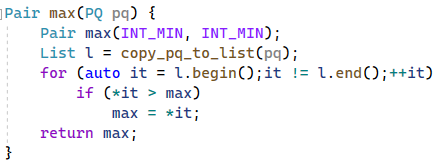 Pair max(PQ pq) {
    Pair max(INT_MIN, INT_MIN);
    List l = copy_pq_to_list(pq);
    for (auto it = l.begin();it != l.end();++it)
        if (*it > max)
            max = *it;
    return max;
}